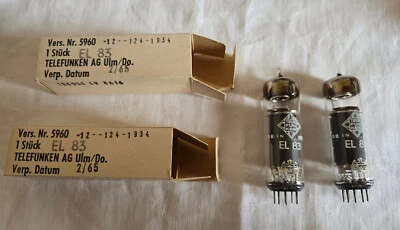 Vers. Nr. 5960 -12--124-1934
1 Stück EL 83
TELEFUNKEN AG Ulm/Do.
Verp. Datum 2/65
Vers. Nr. 5960 -12--124-1934
1 Stück EL 83
TELEFUNKEN AG Ulm/Do.
Verp. Datum 2/65
EL 83
EL 83